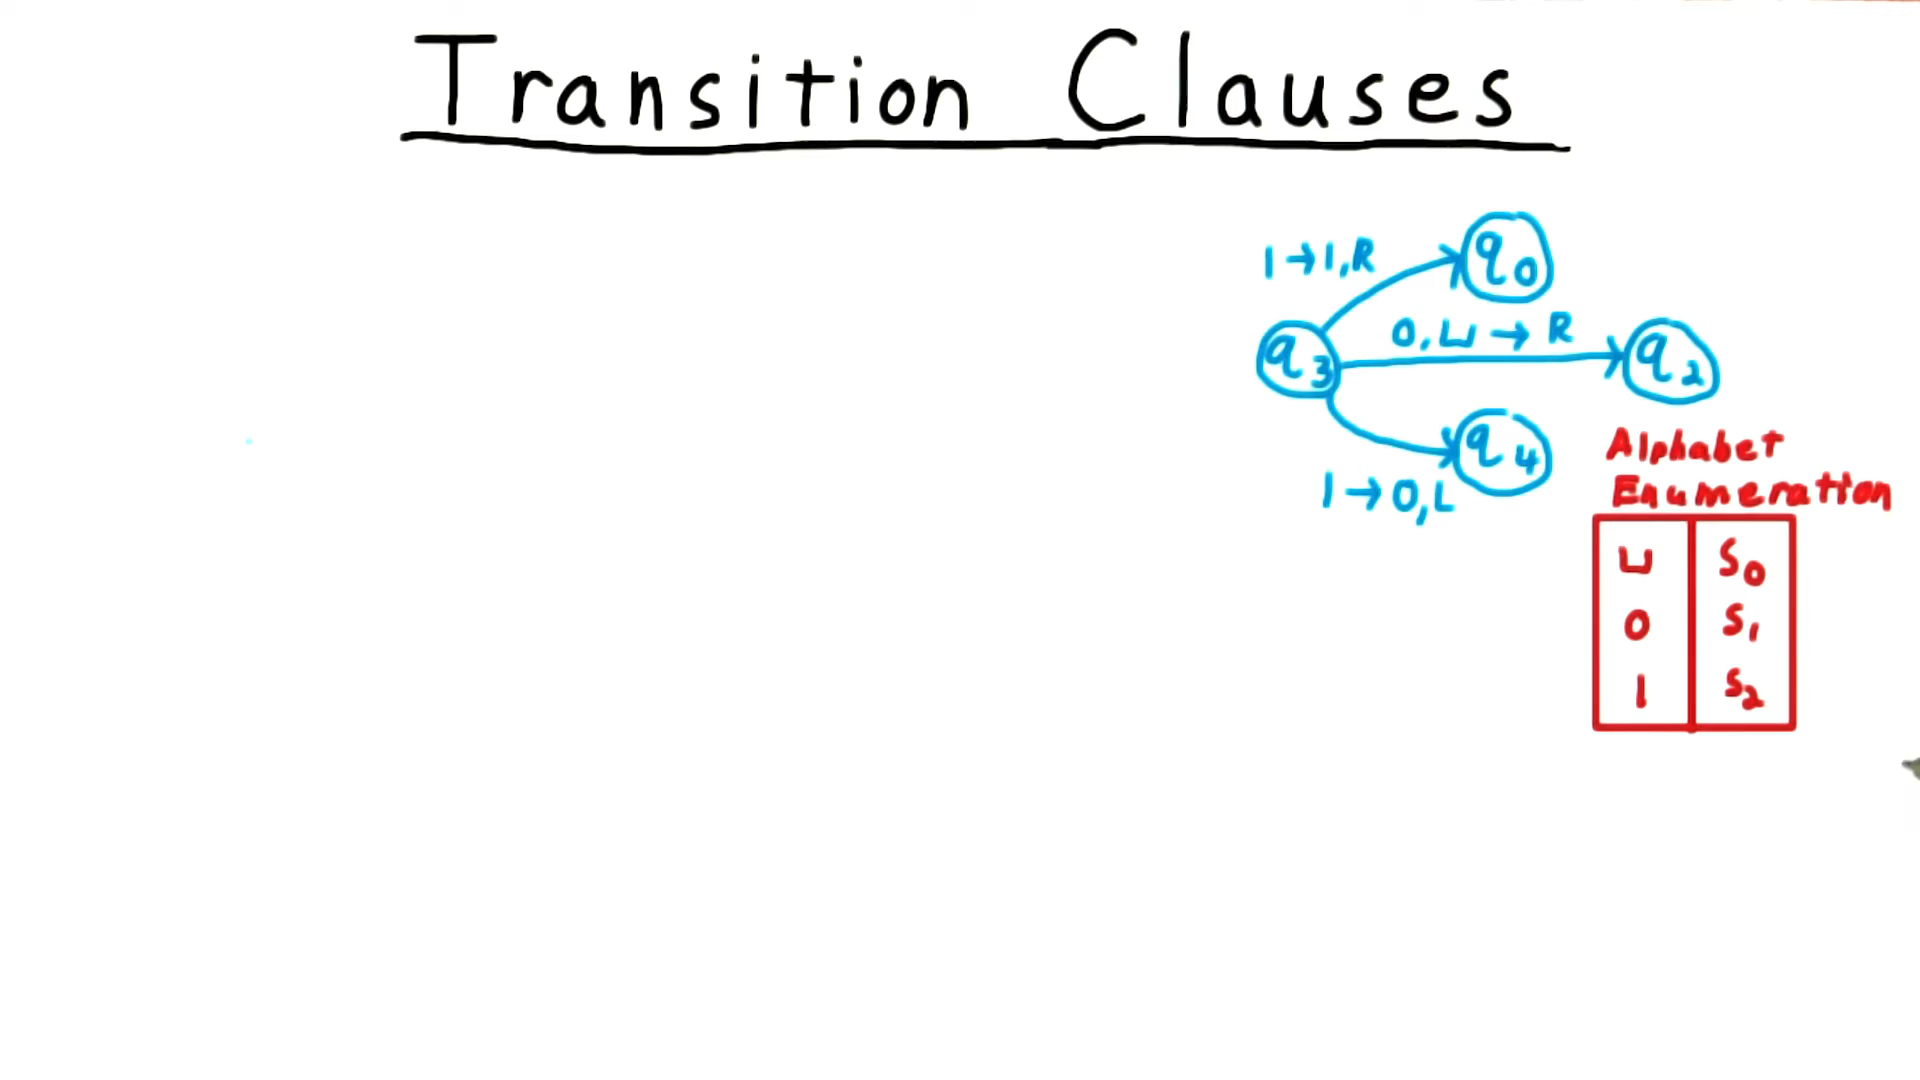 Transition Clauses
1→1,R
q0
q3
0,⊔→R
q2
q4
1→0,L
Alphabet
Enumeration
⊔ S0
0 S1
1 S2